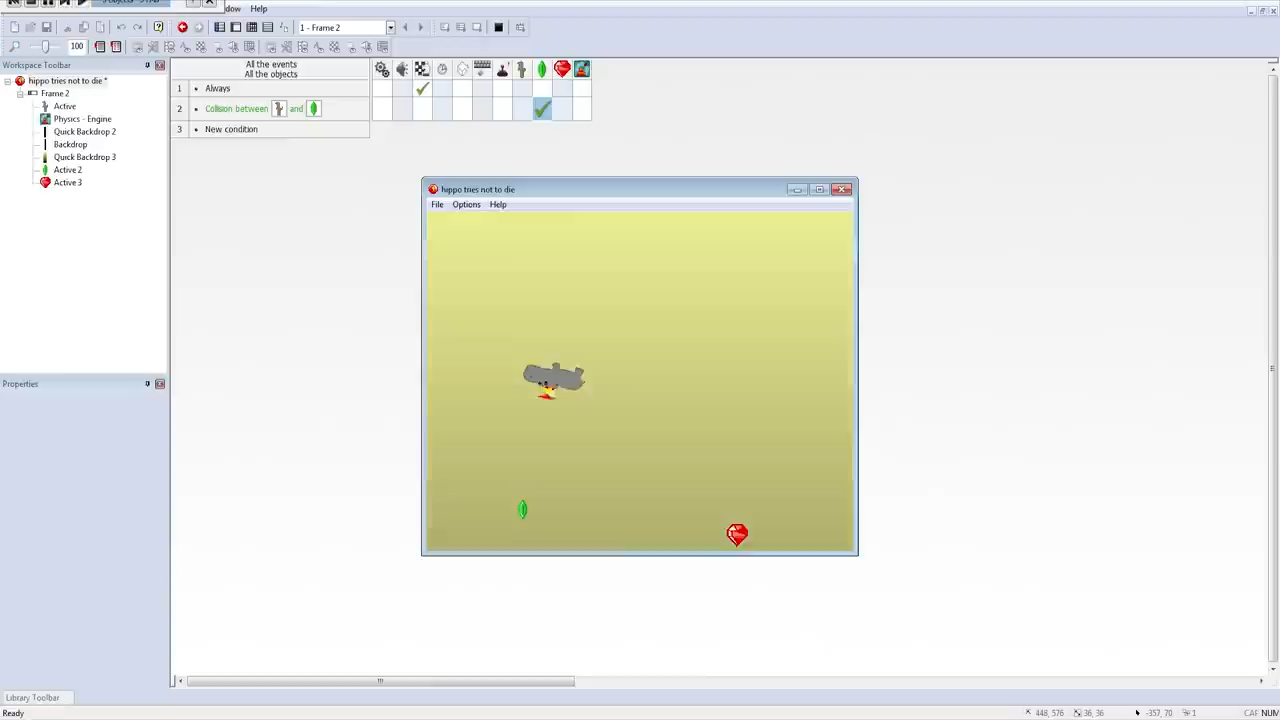 dow Help
1 - Frame 2
100
Workspace Toolbar
hippo tries not to die *
Frame 2
Active
Physics - Engine
Quick Backdrop 2
Backdrop
Quick Backdrop 3
Active 2
Active 3
All the events
All the objects
1 • Always
2 • Collision between and
3 • New condition
hippo tries not to die
File Options Help
Properties
Library Toolbar
Ready
448, 576 36, 36 -357, 70 1 CAF NUM